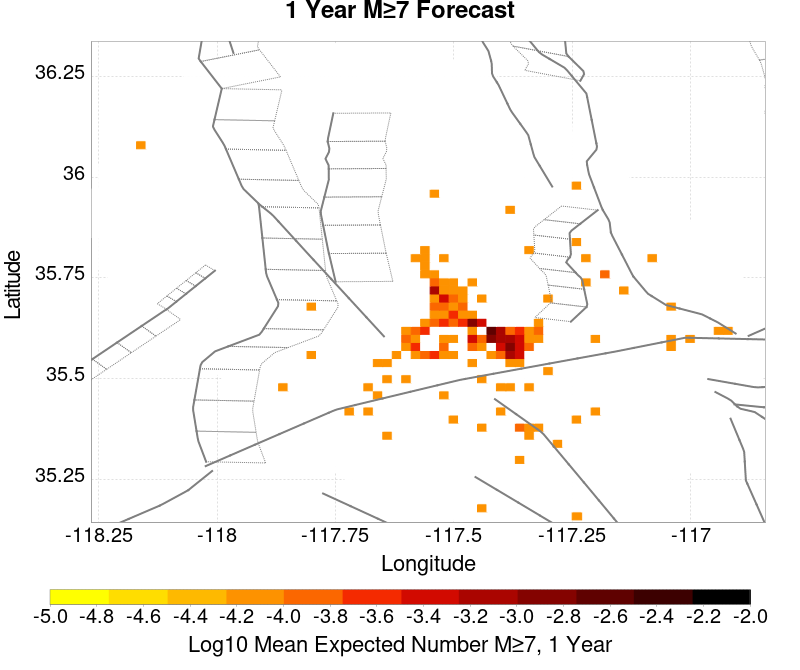 1 Year M≥7 Forecast
Latitude
36.25
36
35.75
35.5
35.25
-118.25 -118 -117.75 -117.5 -117.25 -117
Longitude
-5.0 -4.8 -4.6 -4.4 -4.2 -4.0 -3.8 -3.6 -3.4 -3.2 -3.0 -2.8 -2.6 -2.4 -2.2 -2.0
Log10 Mean Expected Number M≥7, 1 Year